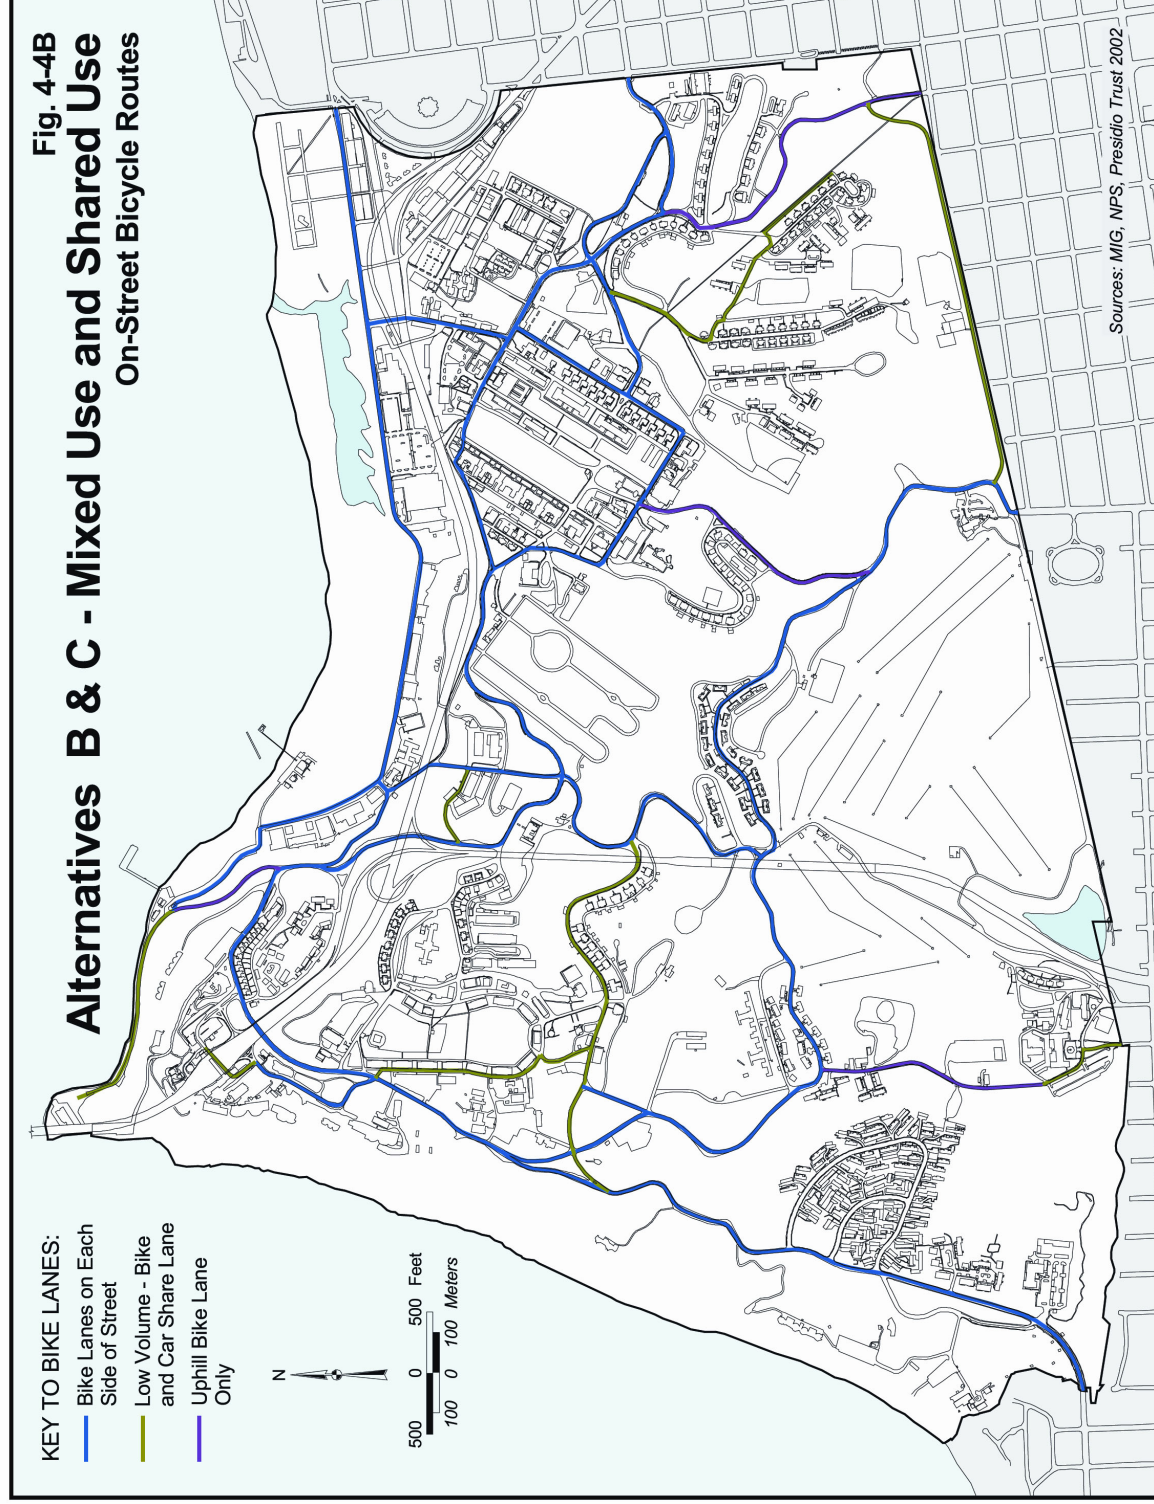 Fig. 4-4B
Alternatives B & C - Mixed Use and Shared Use
On-Street Bicycle Routes
KEY TO BIKE LANES:
Bike Lanes on Each
Side of Street
Low Volume - Bike
and Car Share Lane
Uphill Bike Lane
Only
N
500 0 500 Feet
100 0 100 Meters
Sources: MIG, NPS, Presidio Trust 2002